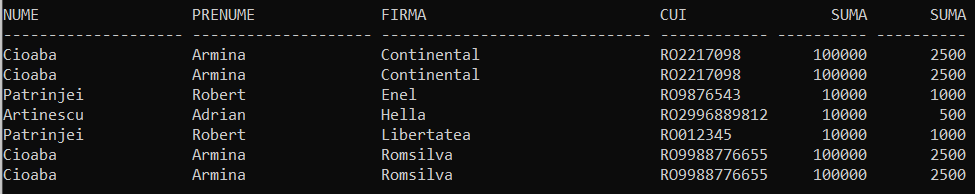 NUME PRENUME FIRMA CUI SUMA SUMA
-------------------- -------------------- ------------------------------ ------------ ---------- ----------
Cioaba Armina Continental RO2217098 100000 2500
Cioaba Armina Continental RO2217098 100000 2500
Patrinjei Robert Enel RO9876543 10000 1000
Artinescu Adrian Hella RO2996889812 10000 500
Patrinjei Robert Libertatea RO012345 10000 1000
Cioaba Armina Romsilva RO9988776655 100000 2500
Cioaba Armina Romsilva RO9988776655 100000 2500